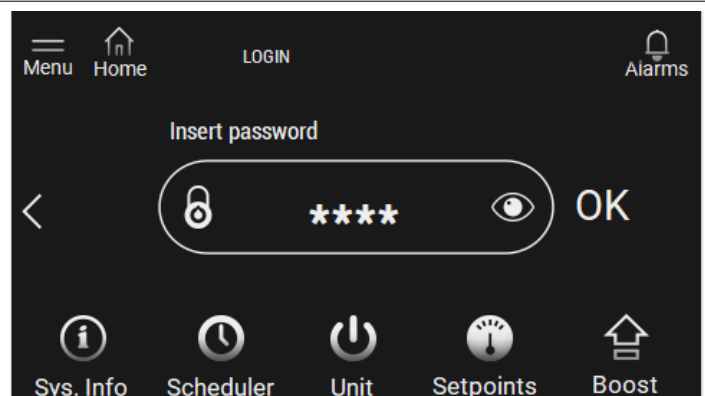 Menu Home LOGIN Alarms
Insert password
**** OK
Sys. Info Scheduler Unit Setpoints Boost